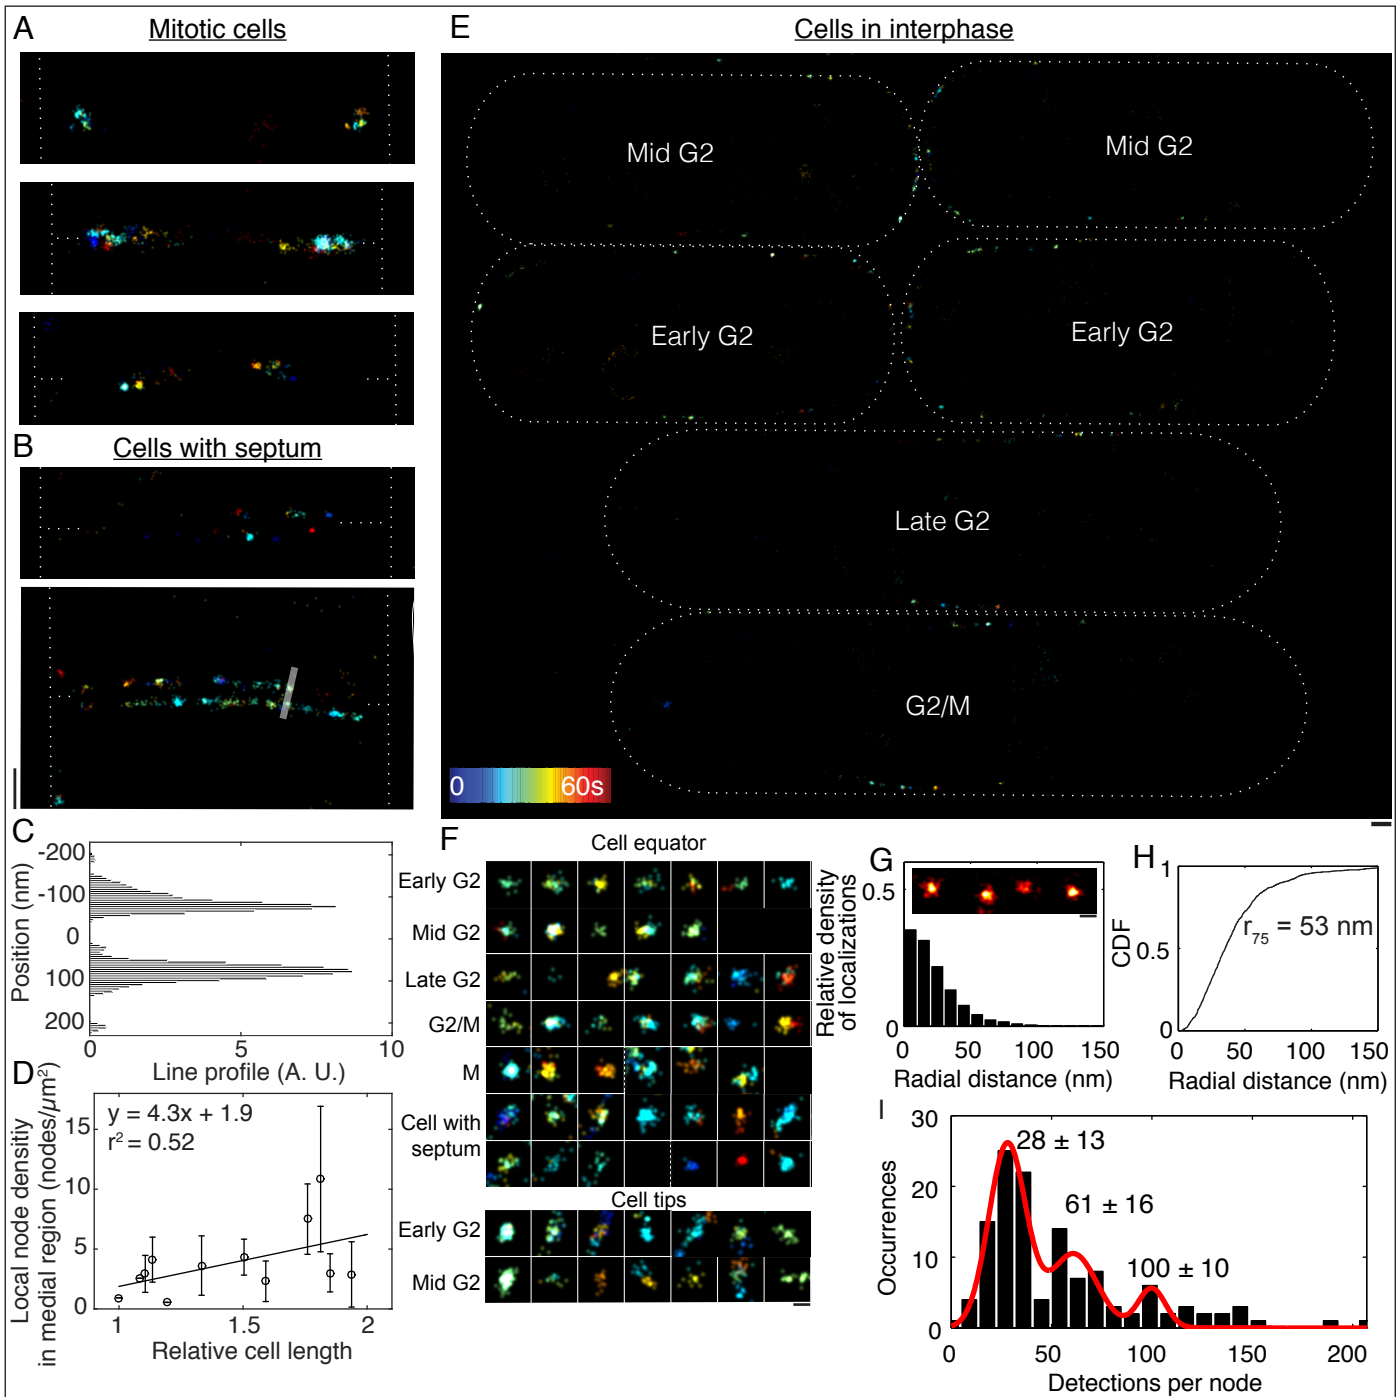 A
Mitotic cells
B
Cells with septum
E
Cells in interphase
Mid G2
Mid G2
Early G2
Early G2
Late G2
G2/M
0
60s
C
-200
-100
0
100
200
Position (nm)
0
5
10
Line profile (A. U.)
D
y = 4.3x + 1.9
r² = 0.52
15
10
5
0
Local node densitiy
in medial region (nodes/µm²)
1
1.5
2
Relative cell length
F
Cell equator
Early G2
Mid G2
Late G2
G2/M
M
Cell with
septum
Cell tips
Early G2
Mid G2
G
0.5
0
Relative density
of localizations
0
50
100
150
Radial distance (nm)
H
1
0.5
0
CDF
r₇₅ = 53 nm
0
50
100
150
Radial distance (nm)
I
30
20
10
0
Occurrences
28 ± 13
61 ± 16
100 ± 10
0
50
100
150
200
Detections per node